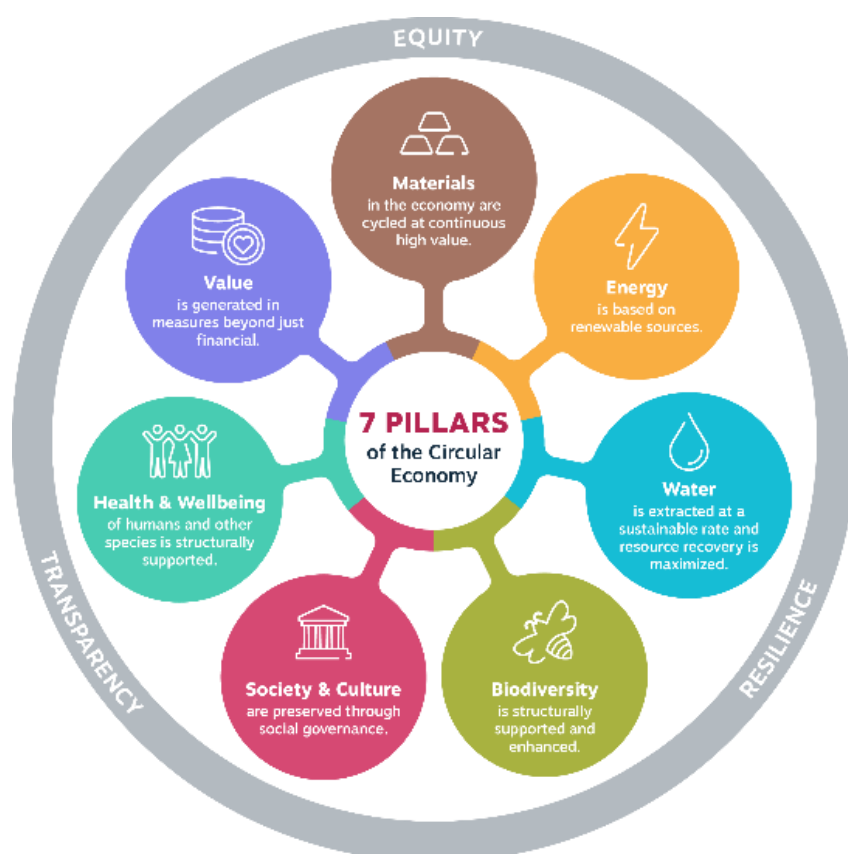 EQUITY
Materials
in the economy are
cycled at continuous
high value.
Energy
is based on
renewable sources.
Water
is extracted at a
sustainable rate and
resource recovery is
maximized.
Biodiversity
is structurally
supported and
enhanced.
Society & Culture
are preserved through
social governance.
Health & Wellbeing
of humans and other
species is structurally
supported.
Value
is generated in
measures beyond just
financial.
7 PILLARS
of the Circular
Economy
RESILIENCE
TRANSPARENCY